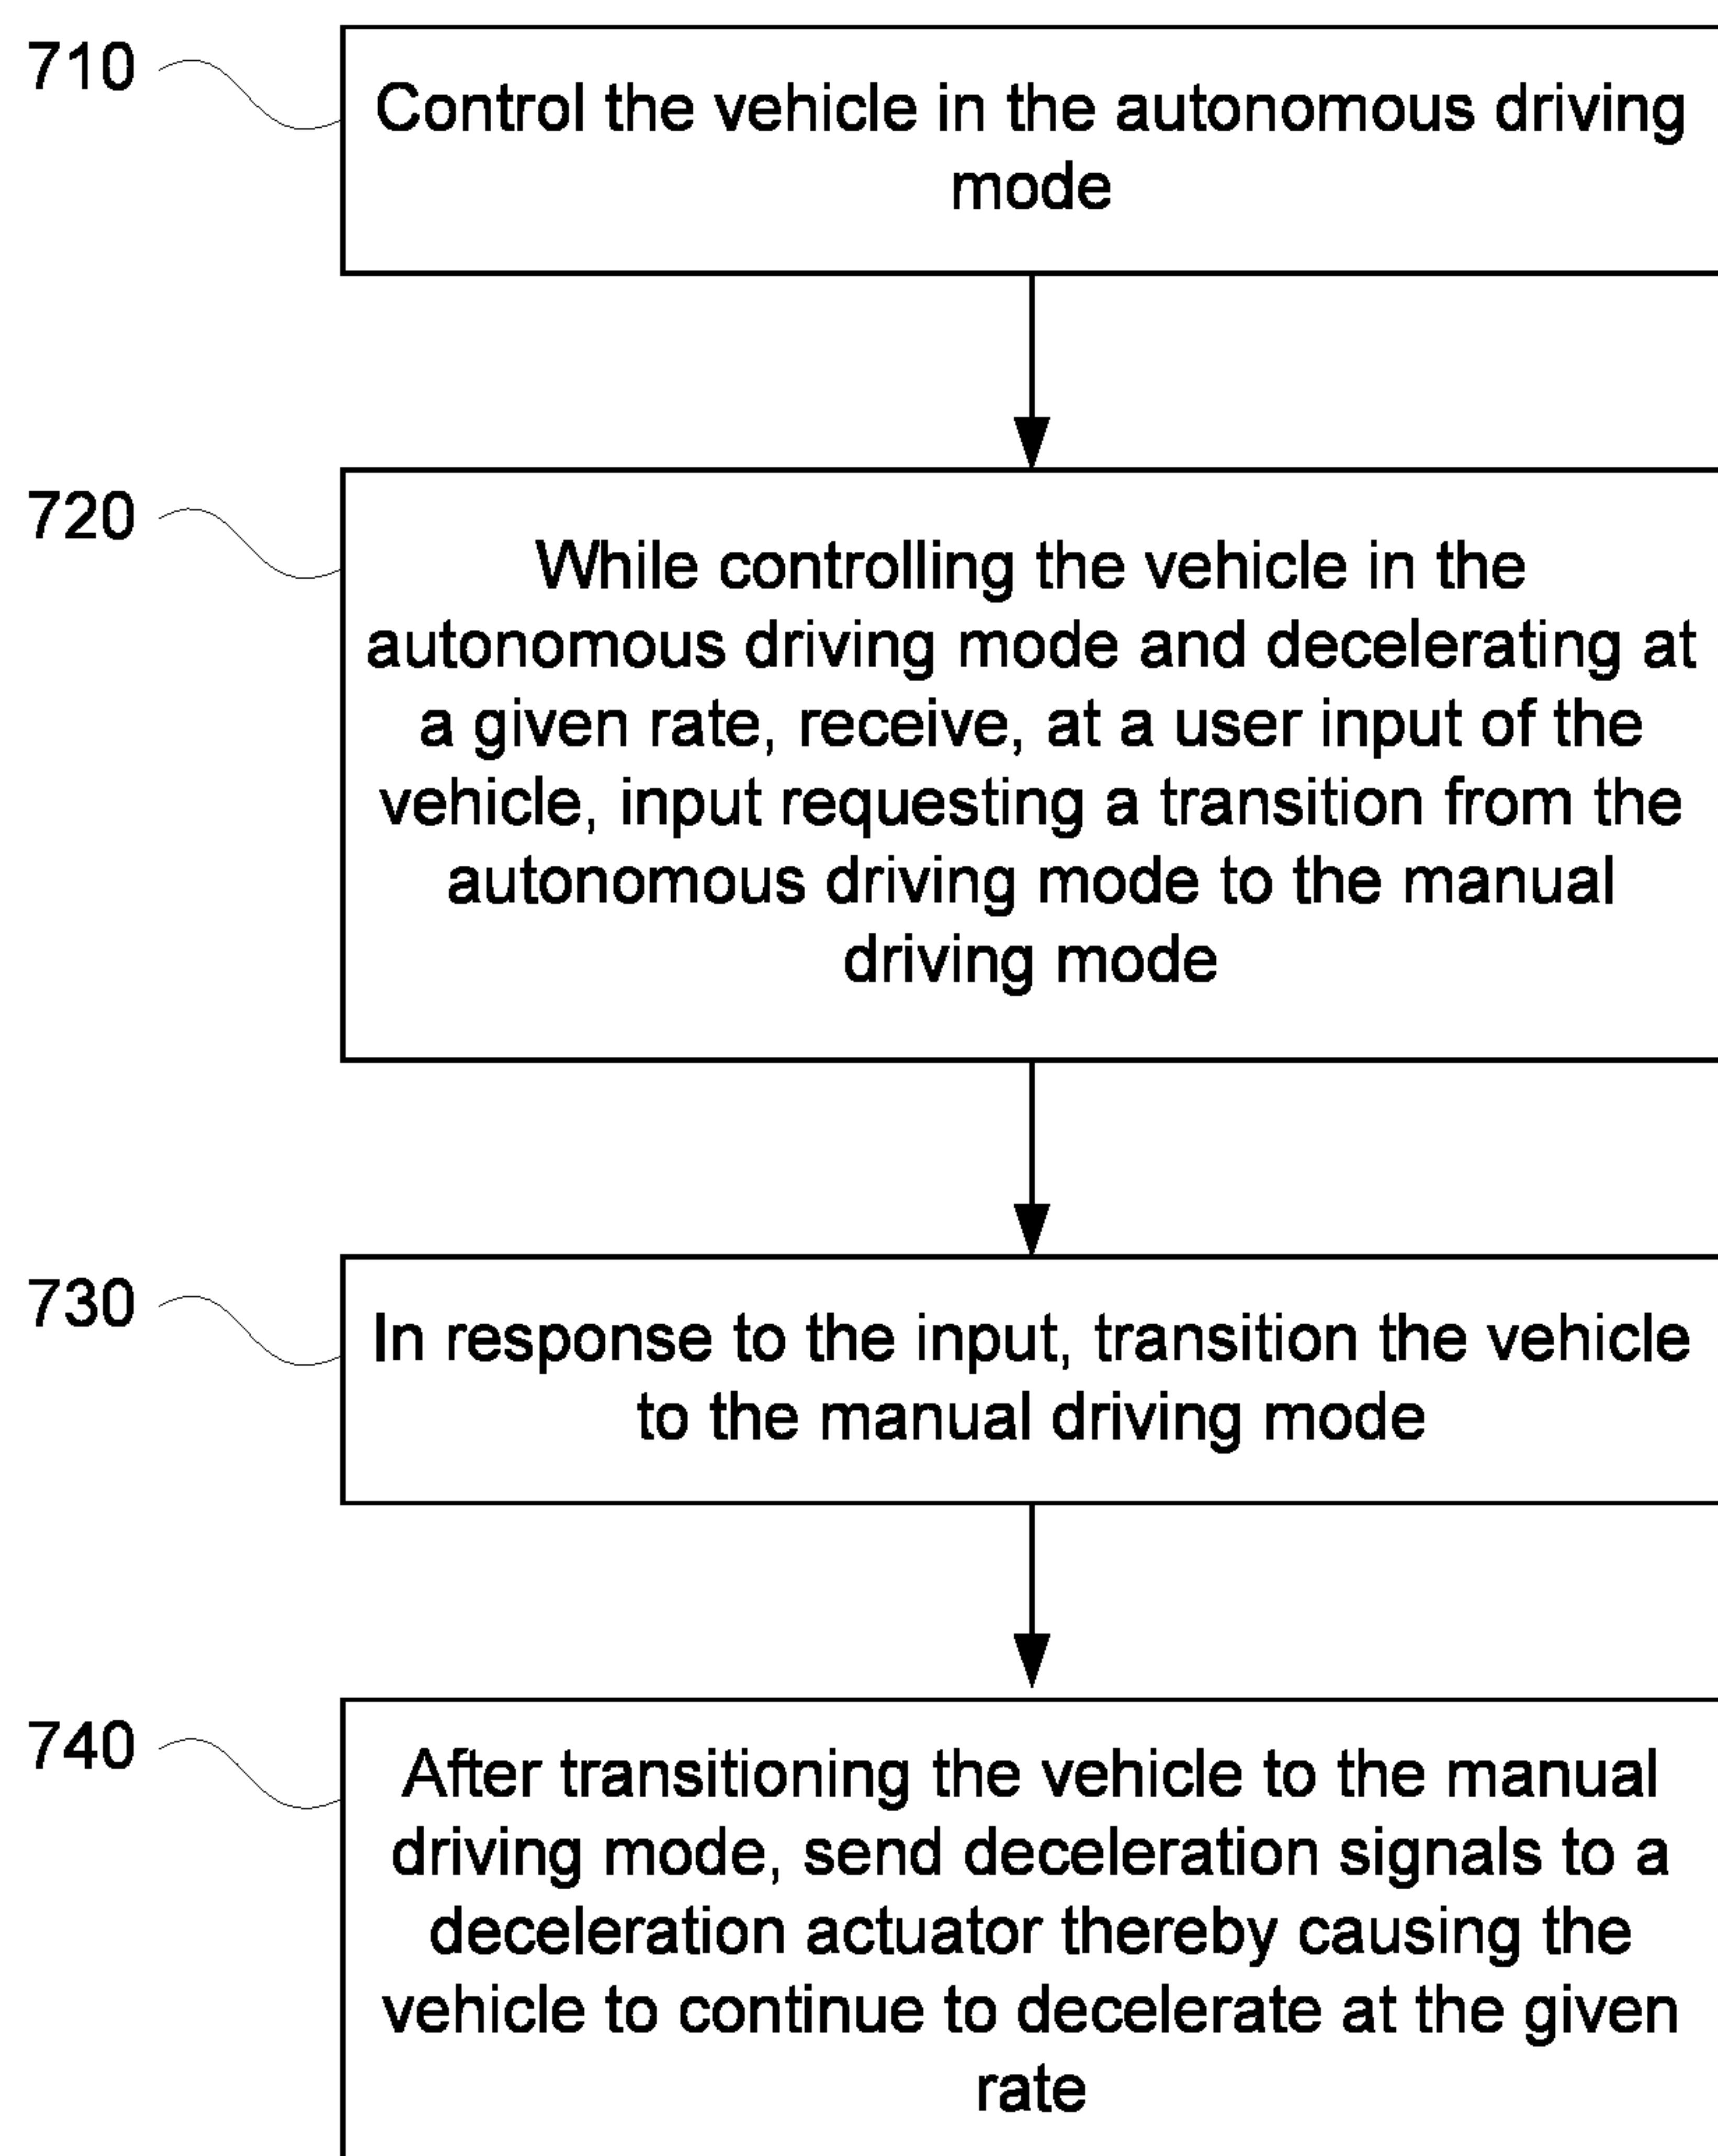 710
Control the vehicle in the autonomous driving
mode
720
While controlling the vehicle in the
autonomous driving mode and decelerating at
a given rate, receive, at a user input of the
vehicle, input requesting a transition from the
autonomous driving mode to the manual
driving mode
730
In response to the input, transition the vehicle
to the manual driving mode
740
After transitioning the vehicle to the manual
driving mode, send deceleration signals to a
deceleration actuator thereby causing the
vehicle to continue to decelerate at the given
rate